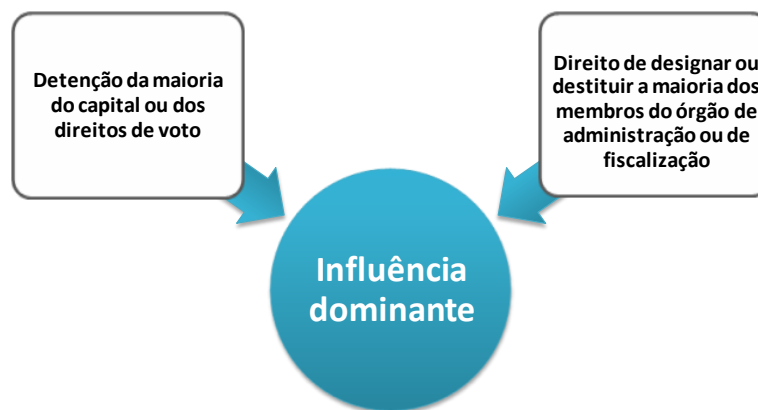 Detenção da maioria
do capital ou dos
direitos de voto
Direito de designar ou
destituir a maioria dos
membros do órgão de
administração ou de
fiscalização
Influência
dominante